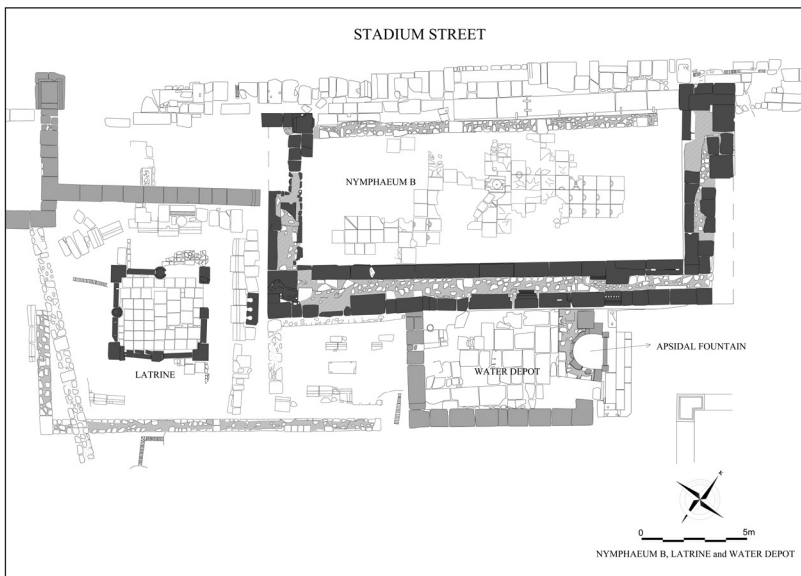 STADIUM STREET
NYMPHAEUM B
LATRINE
WATER DEPOT
APSIDAL FOUNTAIN
0 5m
NYMPHAEUM B, LATRINE and WATER DEPOT